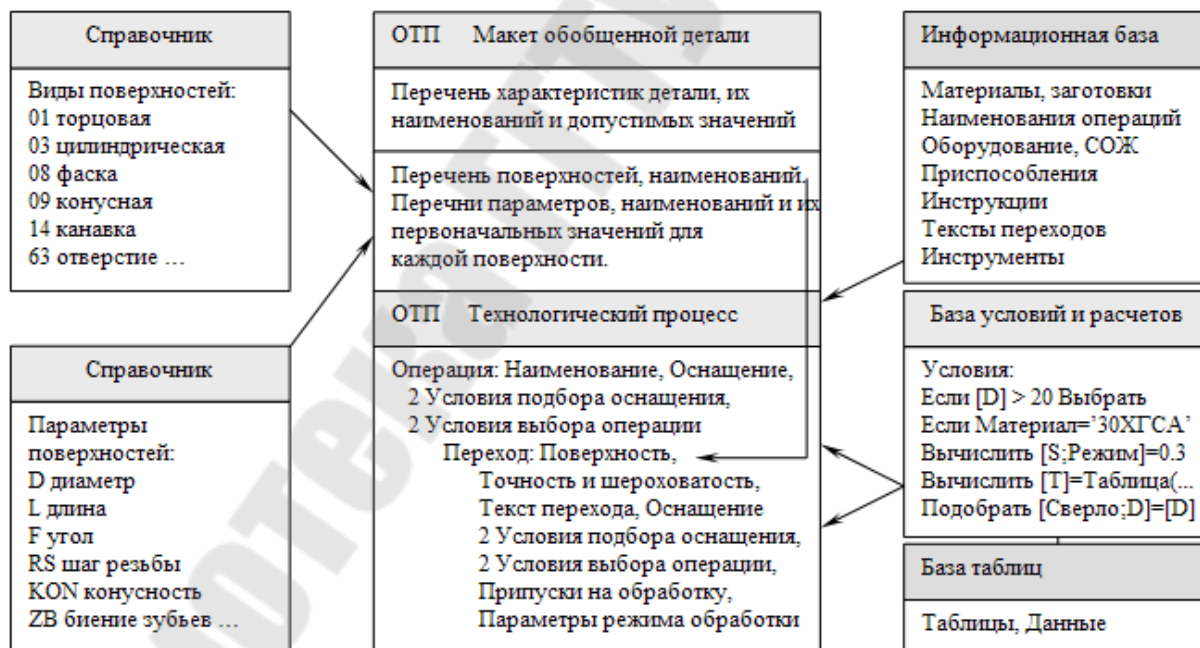 Справочник
Виды поверхностей:
01 торцовая
03 цилиндрическая
08 фаска
09 конусная
14 канавка
63 отверстие ...
Справочник
Параметры
поверхностей:
D диаметр
L длина
F угол
RS шаг резьбы
KON конусность
ZB биение зубьев ...
ОТП Макет обобщенной детали
Перечень характеристик детали, их
наименований и допустимых значений
Перечень поверхностей, наименований.
Перечни параметров, наименований и их
первоначальных значений для
каждой поверхности.
ОТП Технологический процесс
Операция: Наименование, Оснащение,
2 Условия подбора оснащения,
2 Условия выбора операции
Переход: Поверхность,
Точность и шероховатость,
Текст перехода, Оснащение
2 Условия подбора оснащения,
2 Условия выбора операции,
Припуски на обработку,
Параметры режима обработки
Информационная база
Материалы, заготовки
Наименования операций
Оборудование, СОЖ
Приспособления
Инструкции
Тексты переходов
Инструменты
База условий и расчетов
Условия:
Если [D] > 20 Выбрать
Если Материал='30ХГСА'
Вычислить [S;Режим]=0.3
Вычислить [T]=Таблица(...
Подобрать [Сверло;D]=[D]
База таблиц
Таблицы, Данные